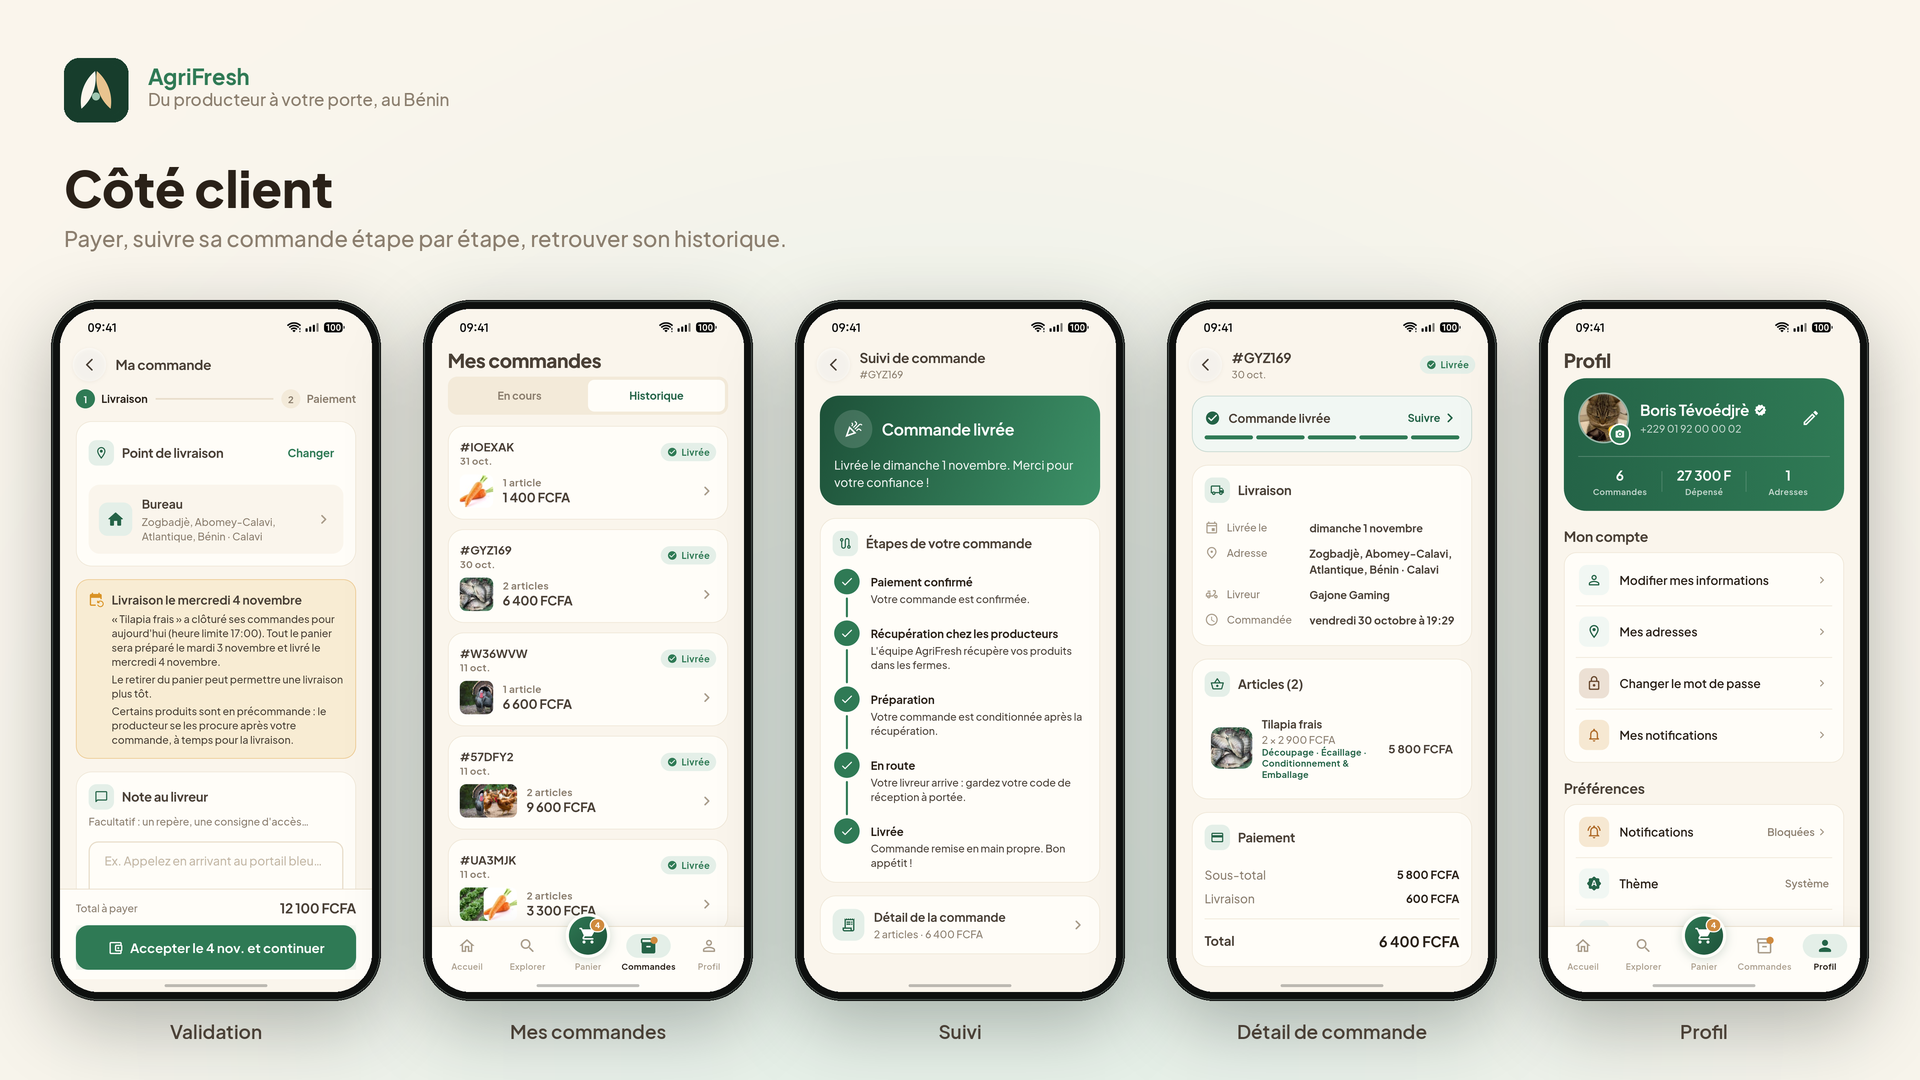 AgriFresh
Du producteur à votre porte, au Bénin
Côté client
Payer, suivre sa commande étape par étape, retrouver son historique.
09:41
100
Ma commande
1 Livraison
2 Paiement
Point de livraison
Changer
Bureau
Zogbadjè, Abomey-Calavi,
Atlantique, Bénin · Calavi
Livraison le mercredi 4 novembre
« Tilapia frais » a clôturé ses commandes pour
aujourd'hui (heure limite 17:00). Tout le panier
sera préparé le mardi 3 novembre et livré le
mercredi 4 novembre.
Le retirer du panier peut permettre une livraison
plus tôt.
Certains produits sont en précommande : le
producteur se les procure après votre
commande, à temps pour la livraison.
Note au livreur
Facultatif : un repère, une consigne d'accès…
Ex. Appelez en arrivant au portail bleu…
Total à payer
12 100 FCFA
Accepter le 4 nov. et continuer
Validation
09:41
100
Mes commandes
En cours
Historique
#IOEXAK
31 oct.
Livrée
1 article
1 400 FCFA
#GYZ169
30 oct.
Livrée
2 articles
6 400 FCFA
#W36WVW
11 oct.
Livrée
1 article
6 600 FCFA
#57DFY2
11 oct.
Livrée
2 articles
9 600 FCFA
#UA3MJK
11 oct.
Livrée
2 articles
3 300 FCFA
4
Accueil
Explorer
Panier
Commandes
Profil
Mes commandes
09:41
100
Suivi de commande
#GYZ169
Commande livrée
Livrée le dimanche 1 novembre. Merci pour
votre confiance !
Étapes de votre commande
Paiement confirmé
Votre commande est confirmée.
Récupération chez les producteurs
L'équipe AgriFresh récupère vos produits
dans les fermes.
Préparation
Votre commande est conditionnée après la
récupération.
En route
Votre livreur arrive : gardez votre code de
réception à portée.
Livrée
Commande remise en main propre. Bon
appétit !
Détail de la commande
2 articles · 6 400 FCFA
Suivi
09:41
100
#GYZ169
30 oct.
Livrée
Commande livrée
Suivre
Livraison
Livrée le
dimanche 1 novembre
Adresse
Zogbadjè, Abomey-Calavi,
Atlantique, Bénin · Calavi
Livreur
Gajone Gaming
Commandée
vendredi 30 octobre à 19:29
Articles (2)
Tilapia frais
2 × 2 900 FCFA
Découpage · Écaillage ·
Conditionnement &
Emballage
5 800 FCFA
Paiement
Sous-total
5 800 FCFA
Livraison
600 FCFA
Total
6 400 FCFA
Détail de commande
09:41
100
Profil
Boris Tévoédjrè
+229 01 92 00 00 02
6
Commandes
27 300 F
Dépensé
1
Adresses
Mon compte
Modifier mes informations
Mes adresses
Changer le mot de passe
Mes notifications
Préférences
Notifications
Bloquées
Thème
Système
4
Accueil
Explorer
Panier
Commandes
Profil
Profil